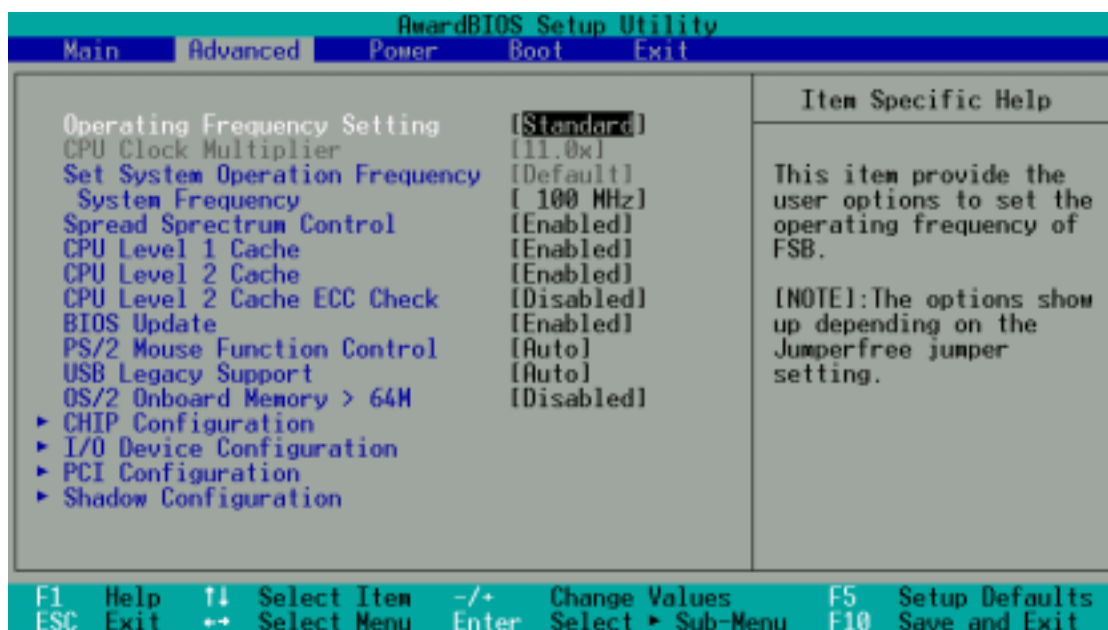 AwardBIOS Setup Utility
Main Advanced Power Boot Exit
Operating Frequency Setting [Standard]
CPU Clock Multiplier [11.0x]
Set System Operation Frequency [Default]
System Frequency [ 100 MHz]
Spread Sprectrum Control [Enabled]
CPU Level 1 Cache [Enabled]
CPU Level 2 Cache [Enabled]
CPU Level 2 Cache ECC Check [Disabled]
BIOS Update [Enabled]
PS/2 Mouse Function Control [Auto]
USB Legacy Support [Auto]
OS/2 Onboard Memory > 64M [Disabled]
► CHIP Configuration
► I/O Device Configuration
► PCI Configuration
► Shadow Configuration
Item Specific Help
This item provide the
user options to set the
operating frequency of
FSB.
[NOTE]:The options show
up depending on the
Jumperfree jumper
setting.
F1 Help ↑↓ Select Item -/+ Change Values F5 Setup Defaults
ESC Exit ←→ Select Menu Enter Select ► Sub-Menu F10 Save and Exit